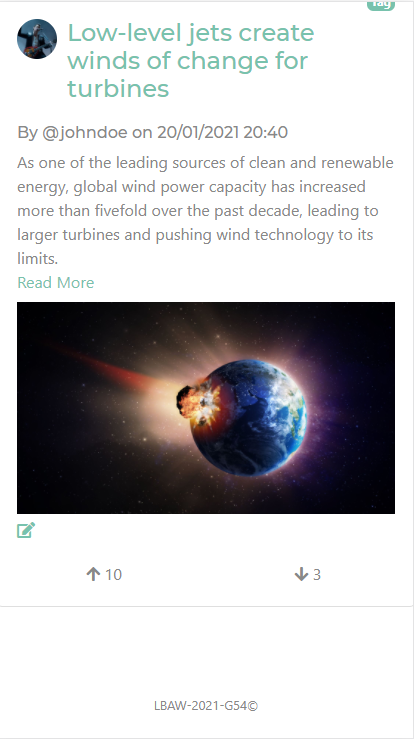 Tag
Low-level jets create
winds of change for
turbines
By @johndoe on 20/01/2021 20:40
As one of the leading sources of clean and renewable
energy, global wind power capacity has increased
more than fivefold over the past decade, leading to
larger turbines and pushing wind technology to its
limits.
Read More
10
3
LBAW-2021-G54©